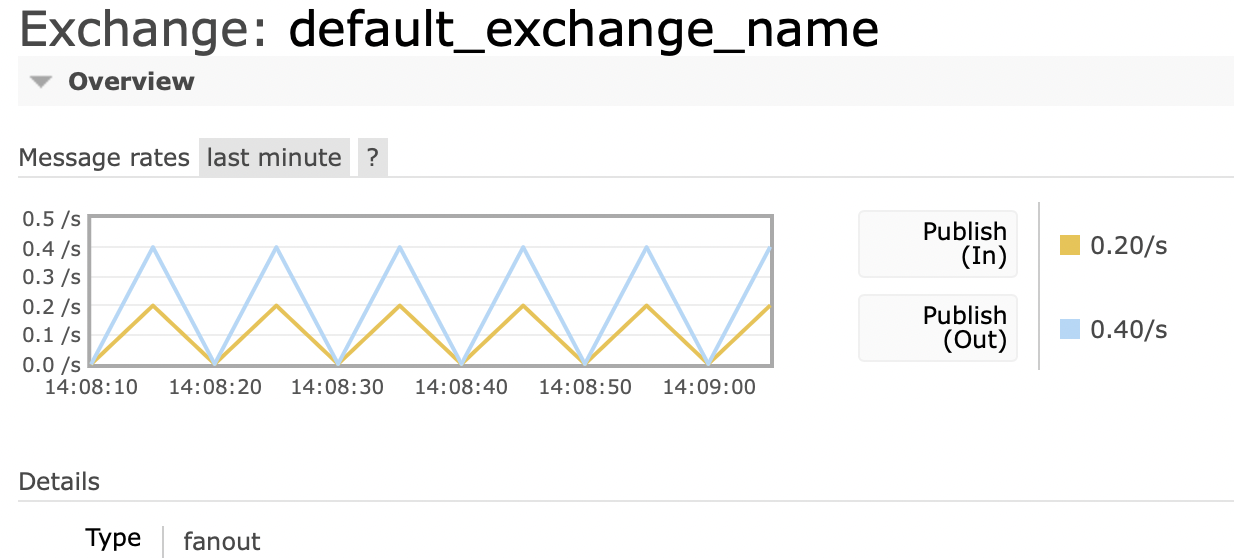 Exchange: default_exchange_name
Overview
Message rates last minute ?
0.5 /s
0.4 /s
0.3 /s
0.2 /s
0.1 /s
0.0 /s
14:08:10 14:08:20 14:08:30 14:08:40 14:08:50 14:09:00
Publish
(In)
0.20/s
Publish
(Out)
0.40/s
Details
Type fanout